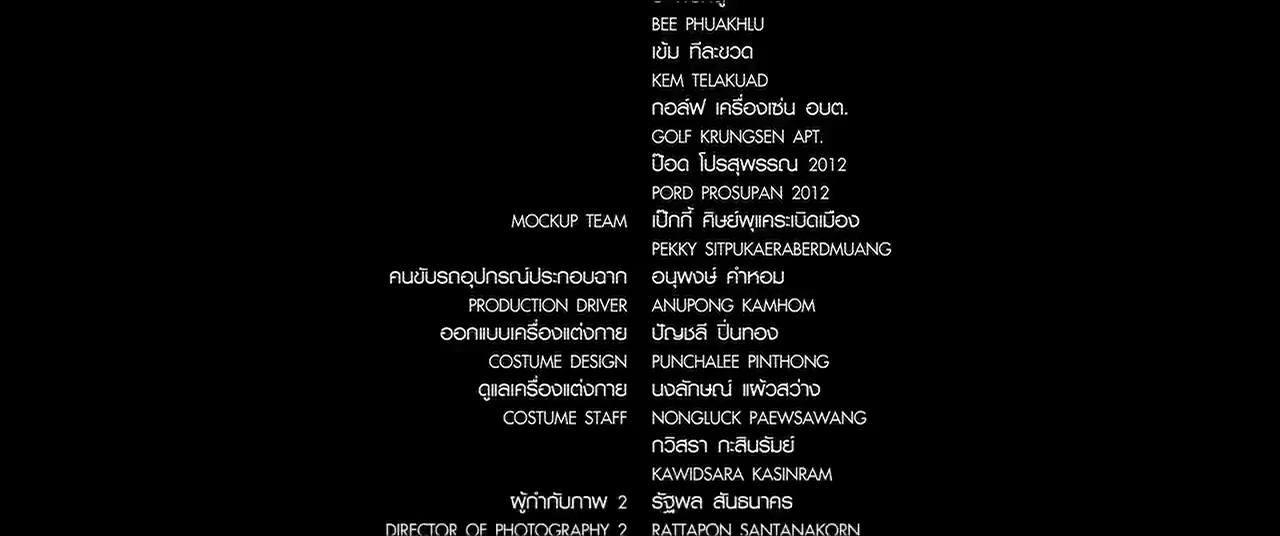 BEE PHUAKHLU
เข้ม ทีละขวด
KEM TELAKUAD
กอล์ฟ เครื่องเซ่น อบต.
GOLF KRUNGSEN APT.
ป๊อด โปรสุพรรณ 2012
PORD PROSUPAN 2012
MOCKUP TEAM เป๊กกี้ ศิษย์พุแคระเบิดเมือง
PEKKY SITPUKAERABERDMUANG
คนขับรถอุปกรณ์ประกอบฉาก อนุพงษ์ คำหอม
PRODUCTION DRIVER ANUPONG KAMHOM
ออกแบบเครื่องแต่งกาย ปัญชลี ปิ่นทอง
COSTUME DESIGN PUNCHALEE PINTHONG
ดูแลเครื่องแต่งกาย นงลักษณ์ แผ้วสว่าง
COSTUME STAFF NONGLUCK PAEWSAWANG
กวิสรา กะสินรัมย์
KAWIDSARA KASINRAM
ผู้กำกับภาพ 2 รัฐพล สันธนาคร
DIRECTOR OF PHOTOGRAPHY 2 RATTAPON SANTANAKORN